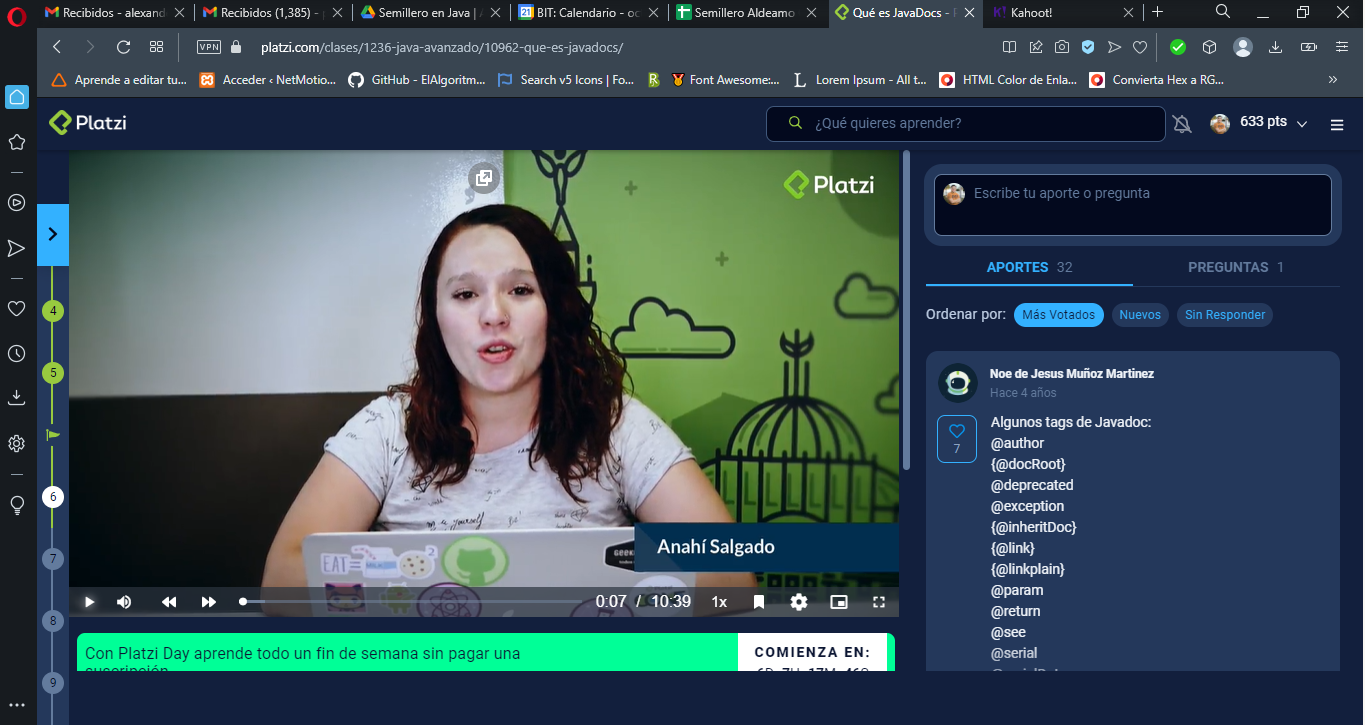 Recibidos - alexand
Recibidos (1,385) -
Semillero en Java | A
BIT: Calendario - oc
Semillero Aldeamo
Qué es JavaDocs -
Kahoot!
VPN
platzi.com/clases/1236-java-avanzado/10962-que-es-javadocs/
Aprende a editar tu...
Acceder ‹ NetMotio...
GitHub - ElAlgoritm...
Search v5 Icons | Fo...
Font Awesome:...
Lorem Ipsum - All t...
HTML Color de Enla...
Convierta Hex a RG...
Platzi
¿Qué quieres aprender?
633 pts
Platzi
Anahí Salgado
EAT
0:07 / 10:39
1x
4
5
6
7
8
9
Con Platzi Day aprende todo un fin de semana sin pagar una
suscripción
COMIENZA EN:
Escribe tu aporte o pregunta
APORTES 32
PREGUNTAS 1
Ordenar por:
Más Votados
Nuevos
Sin Responder
Noe de Jesus Muñoz Martinez
Hace 4 años
7
Algunos tags de Javadoc:
@author
{@docRoot}
@deprecated
@exception
{@inheritDoc}
{@link}
{@linkplain}
@param
@return
@see
@serial